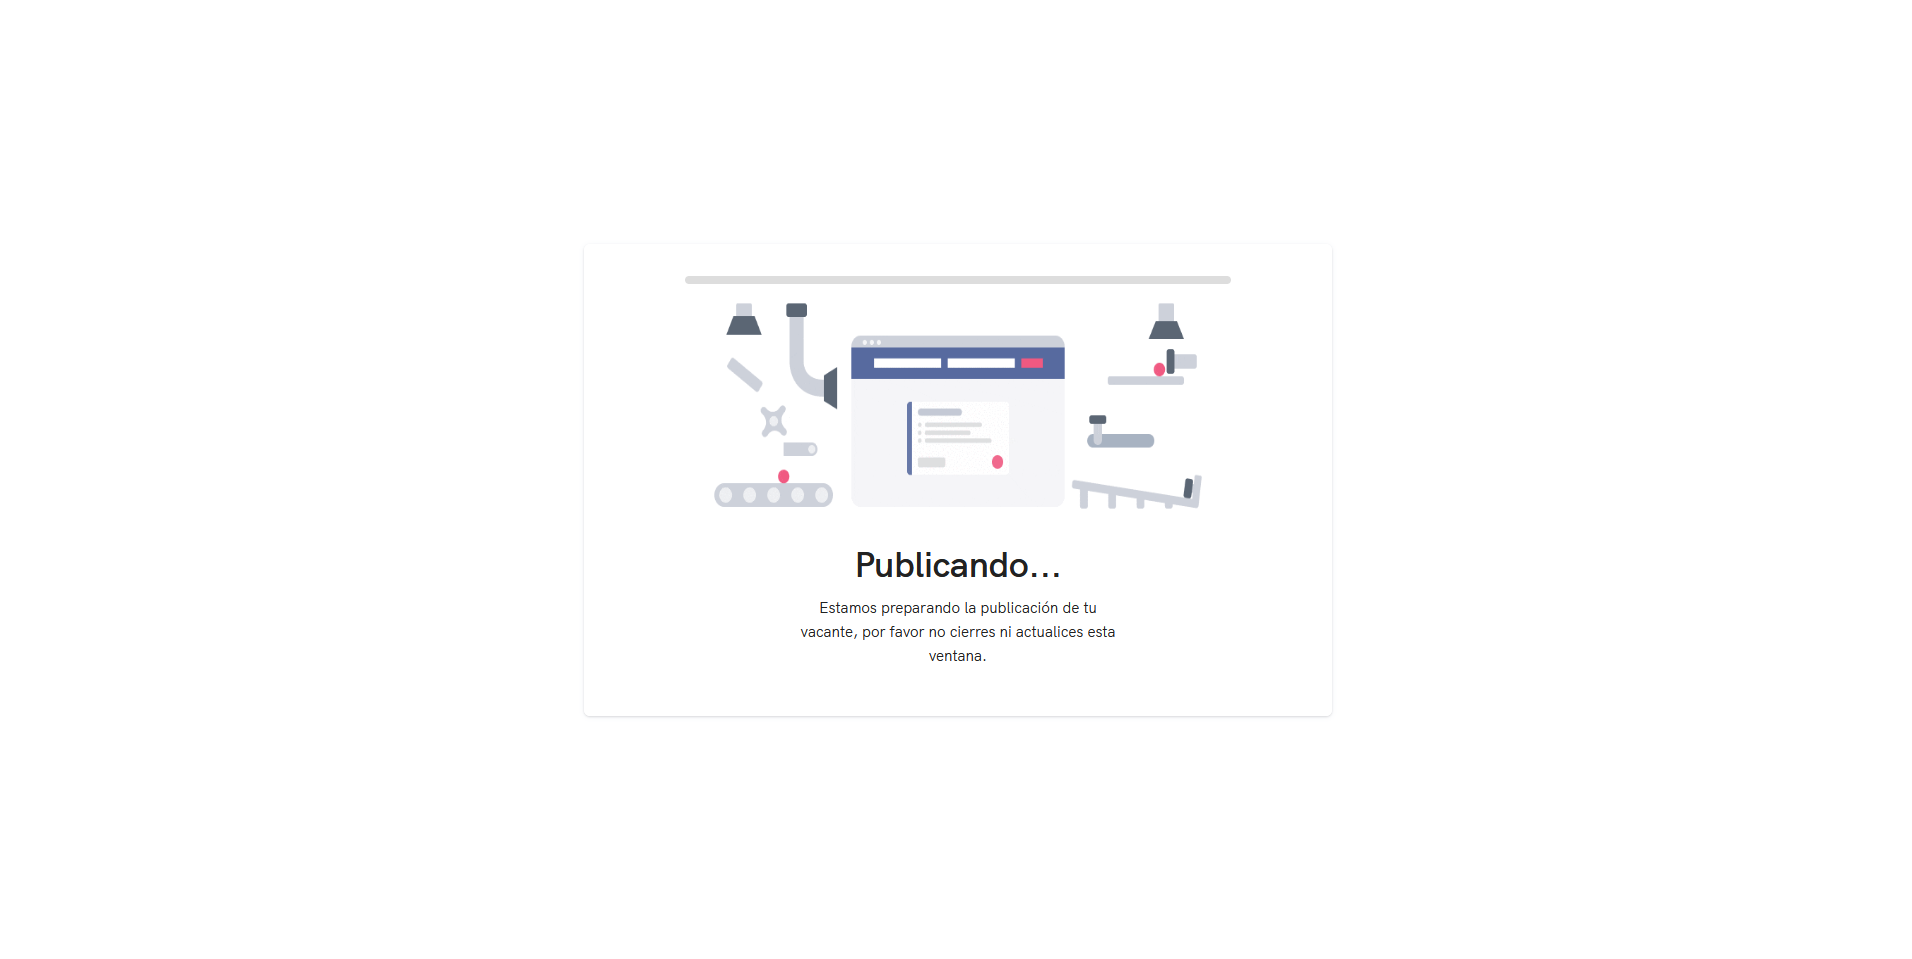 Publicando...
Estamos preparando la publicación de tu
vacante, por favor no cierres ni actualices esta
ventana.